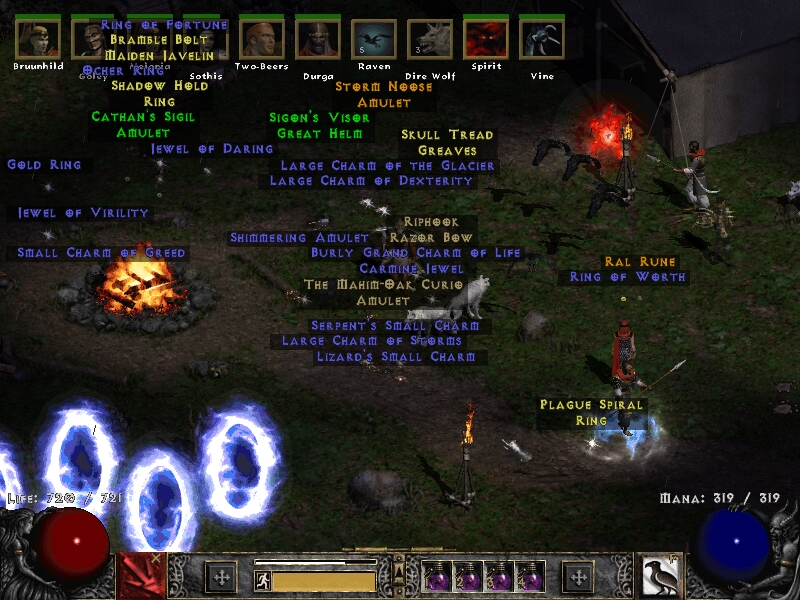 Ring of Fortune
Bramble Bolt
Maiden Javelin
Ocher Ring
Bruunhild
Sothis
Two-Beers
Durga
5
Raven
3
Dire Wolf
Spirit
Vine
Shadow Hold
Ring
Storm Noose
Amulet
Cathan's Sigil
Amulet
Sigon's Visor
Great Helm
Skull Tread
Greaves
Jewel of Daring
Gold Ring
Large Charm of the Glacier
Large Charm of Dexterity
Jewel of Virility
Riphook
Razor Bow
Shimmering Amulet
Small Charm of Greed
Burly Grand Charm of Life
Carmine Jewel
Ral Rune
Ring of Worth
The Mahim-Oak Curio
Amulet
Serpent's Small Charm
Large Charm of Storms
Lizard's Small Charm
Plague Spiral
Ring
Life: 720 / 721
Mana: 319 / 319
2
3
4